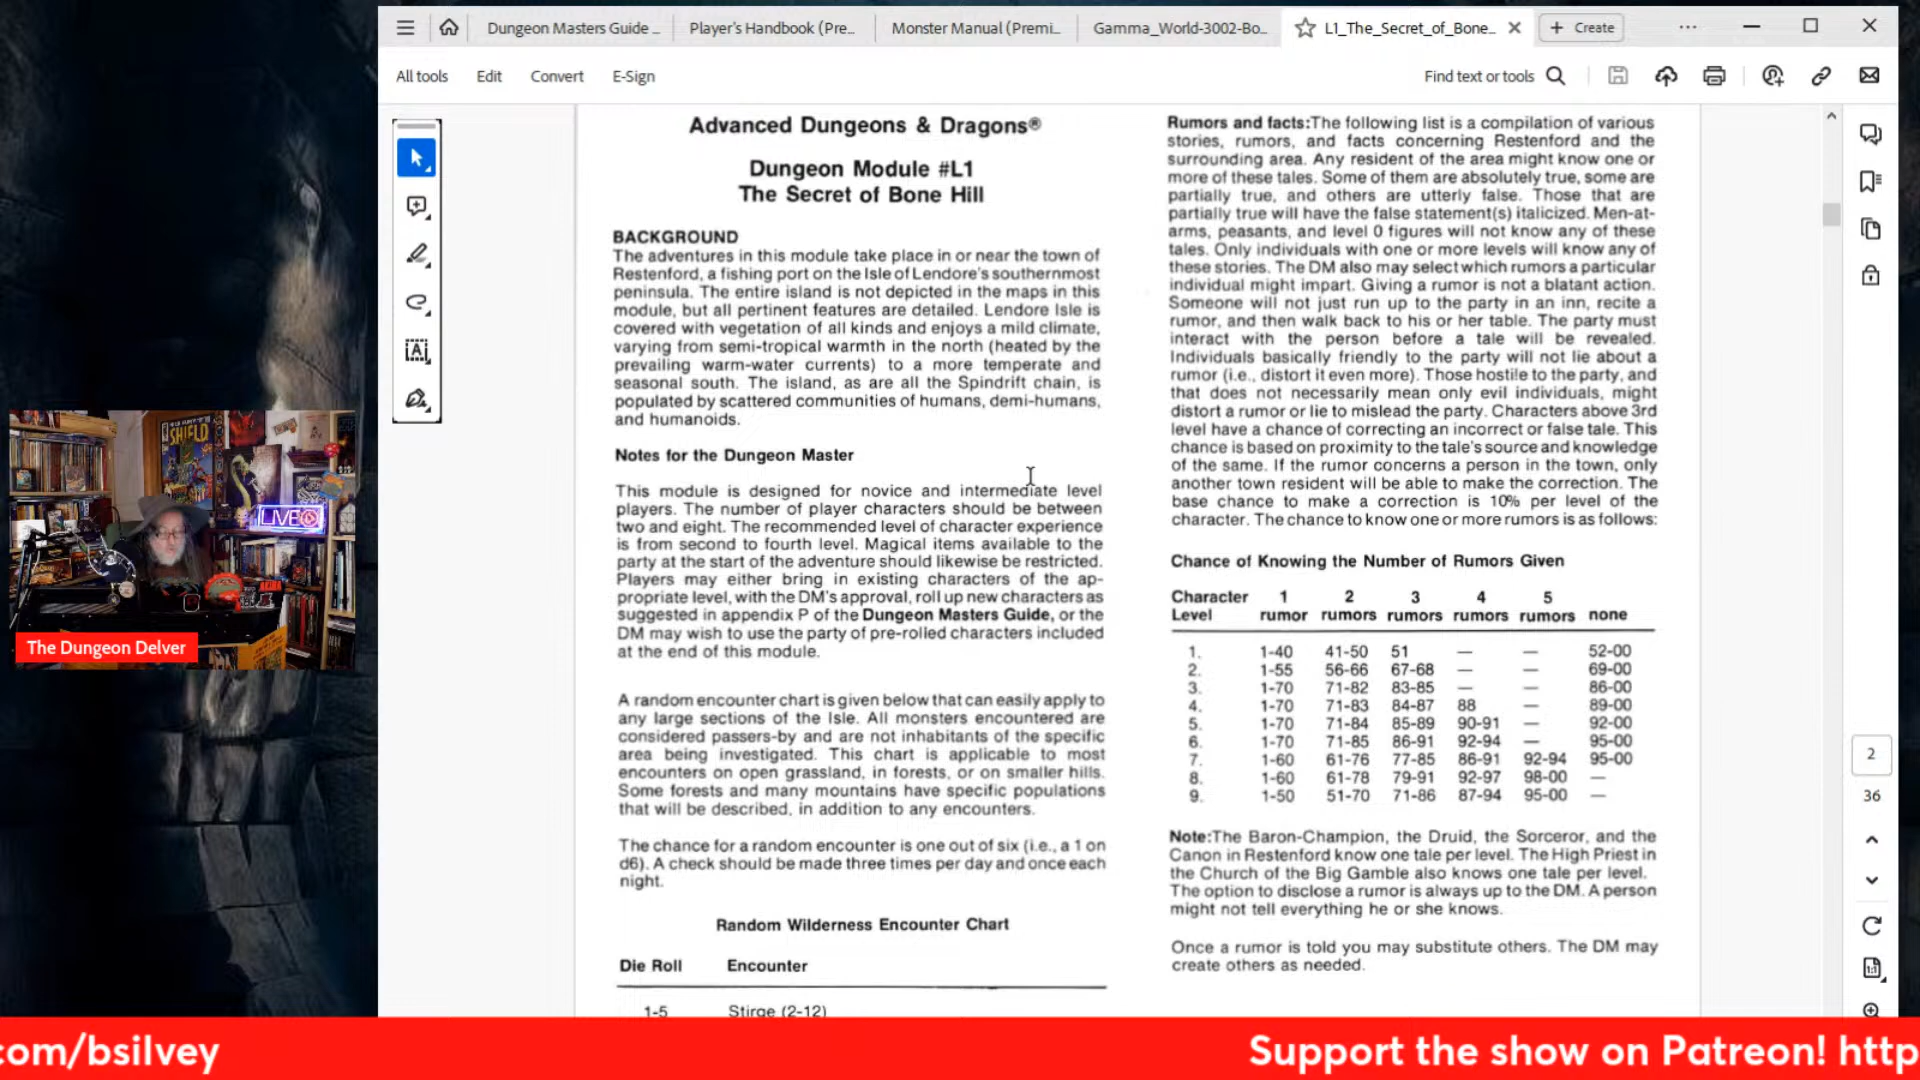 Dungeon Masters Guide ...
Player's Handbook (Pre...
Monster Manual (Premi...
Gamma_World-3002-Bo...
L1_The_Secret_of_Bone...
Create
All tools
Edit
Convert
E-Sign
Find text or tools
Advanced Dungeons & Dragons®
Dungeon Module #L1
The Secret of Bone Hill
BACKGROUND
The adventures in this module take place in or near the town of
Restenford, a fishing port on the Isle of Lendore's southernmost
peninsula. The entire island is not depicted in the maps in this
module, but all pertinent features are detailed. Lendore Isle is
covered with vegetation of all kinds and enjoys a mild climate,
varying from semi-tropical warmth in the north (heated by the
prevailing warm-water currents) to a more temperate and
seasonal south. The island, as are all the Spindrift chain, is
populated by scattered communities of humans, demi-humans,
and humanoids.
Notes for the Dungeon Master
This module is designed for novice and intermediate level
players. The number of player characters should be between
two and eight. The recommended level of character experience
is from second to fourth level. Magical items available to the
party at the start of the adventure should likewise be restricted.
Players may either bring in existing characters of the ap-
propriate level, with the DM's approval, roll up new characters as
suggested in appendix P of the Dungeon Masters Guide, or the
DM may wish to use the party of pre-rolled characters included
at the end of this module.
A random encounter chart is given below that can easily apply to
any large sections of the Isle. All monsters encountered are
considered passers-by and are not inhabitants of the specific
area being investigated. This chart is applicable to most
encounters on open grassland, in forests, or on smaller hills.
Some forests and many mountains have specific populations
that will be described, in addition to any encounters.
The chance for a random encounter is one out of six (i.e., a 1 on
d6). A check should be made three times per day and once each
night.
Random Wilderness Encounter Chart
Die Roll Encounter
1-5 Stirge (2-12)
Rumors and facts:The following list is a compilation of various
stories, rumors, and facts concerning Restenford and the
surrounding area. Any resident of the area might know one or
more of these tales. Some of them are absolutely true, some are
partially true, and others are utterly false. Those that are
partially true will have the false statement(s) italicized. Men-at-
arms, peasants, and level 0 figures will not know any of these
tales. Only individuals with one or more levels will know any of
these stories. The DM also may select which rumors a particular
individual might impart. Giving a rumor is not a blatant action.
Someone will not just run up to the party in an inn, recite a
rumor, and then walk back to his or her table. The party must
interact with the person before a tale will be revealed.
Individuals basically friendly to the party will not lie about a
rumor (i.e., distort it even more). Those hostile to the party, and
that does not necessarily mean only evil individuals, might
distort a rumor or lie to mislead the party. Characters above 3rd
level have a chance of correcting an incorrect or false tale. This
chance is based on proximity to the tale's source and knowledge
of the same. If the rumor concerns a person in the town, only
another town resident will be able to make the correction. The
base chance to make a correction is 10% per level of the
character. The chance to know one or more rumors is as follows:
Chance of Knowing the Number of Rumors Given
Character 1 2 3 4 5
Level rumor rumors rumors rumors rumors none
1. 1-40 41-50 51 — — 52-00
2. 1-55 56-66 67-68 — — 69-00
3. 1-70 71-82 83-85 — — 86-00
4. 1-70 71-83 84-87 88 — 89-00
5. 1-70 71-84 85-89 90-91 — 92-00
6. 1-70 71-85 86-91 92-94 — 95-00
7. 1-60 61-76 77-85 86-91 92-94 95-00
8. 1-60 61-78 79-91 92-97 98-00 —
9. 1-50 51-70 71-86 87-94 95-00 —
Note:The Baron-Champion, the Druid, the Sorceror, and the
Canon in Restenford know one tale per level. The High Priest in
the Church of the Big Gamble also knows one tale per level.
The option to disclose a rumor is always up to the DM. A person
might not tell everything he or she knows.
Once a rumor is told you may substitute others. The DM may
create others as needed.
2
36
SHIELD
LIVE
AKIRA
The Dungeon Delver
com/bsilvey
Support the show on Patreon! http